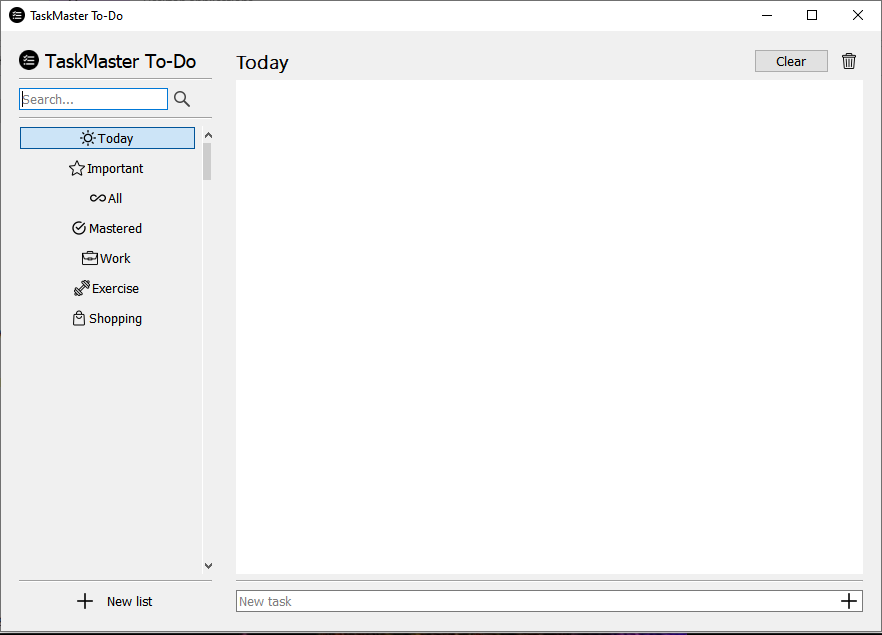 TaskMaster To-Do
TaskMaster To-Do
Search...
Today
Important
All
Mastered
Work
Exercise
Shopping
New list
Today
Clear
New task